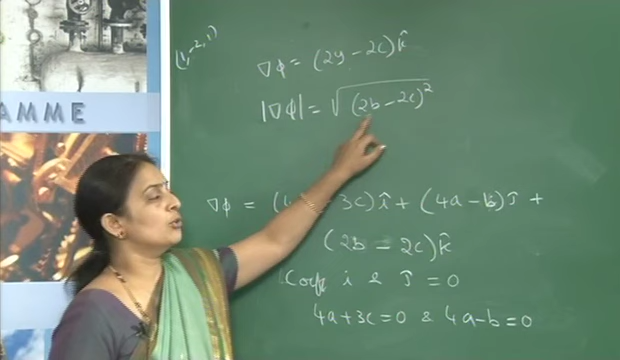 (1,-2,1)
∇φ = (2y - 2c) k̂
AMME
|∇φ| = √(2b - 2c)²
∇φ = (4 3c) î + (4a - b) ĵ +
(2b - 2c) k̂
Coeff i & ĵ = 0
4a + 3c = 0 & 4a - b = 0